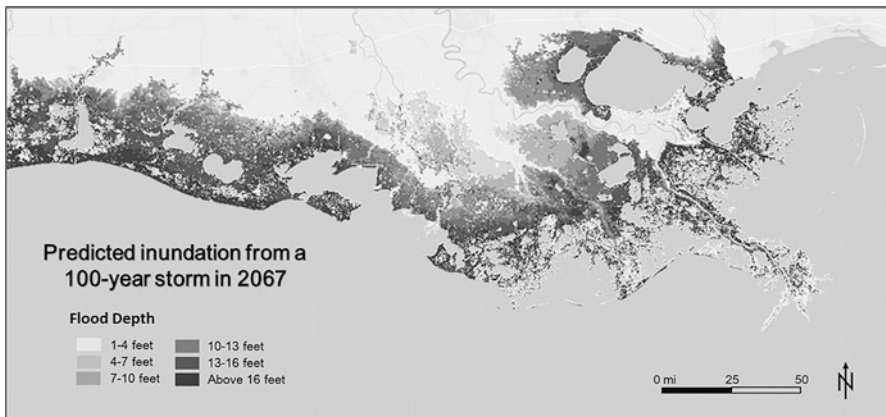 Predicted inundation from a
100-year storm in 2067
Flood Depth
1-4 feet
4-7 feet
7-10 feet
10-13 feet
13-16 feet
Above 16 feet
0 mi 25 50
N